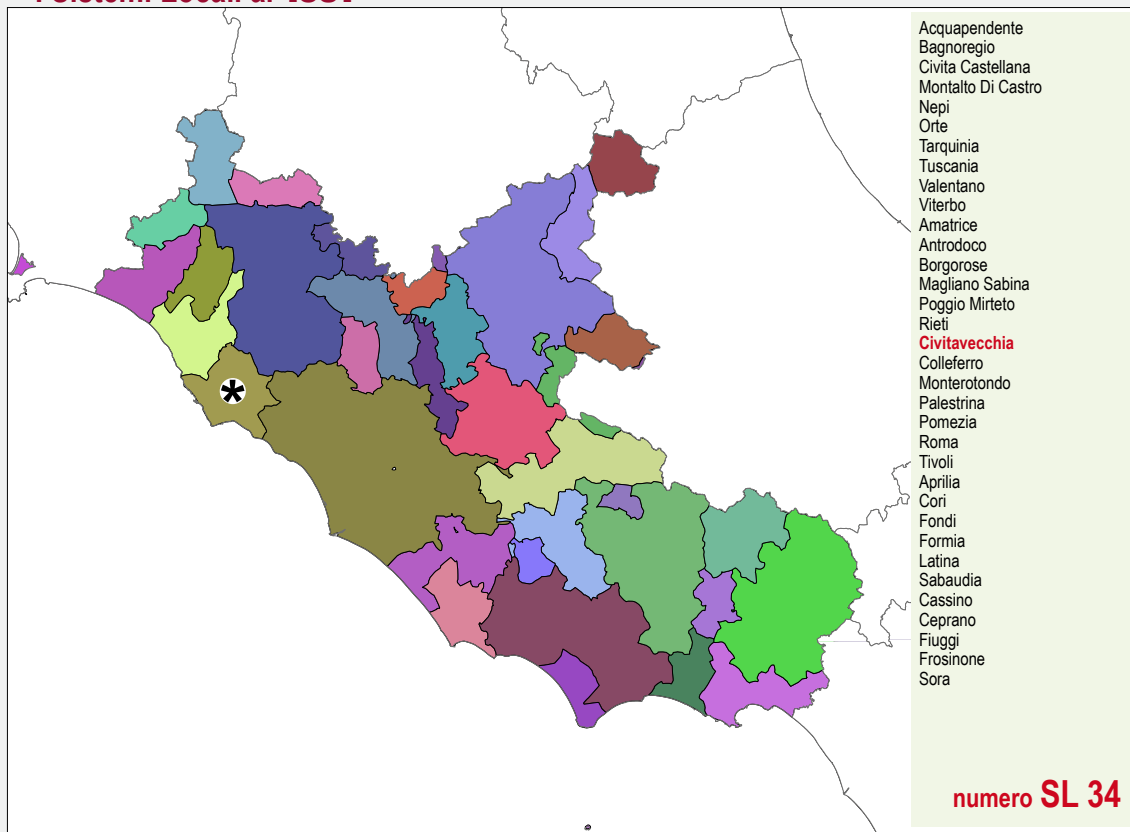 Acquapendente
Bagnoregio
Civita Castellana
Montalto Di Castro
Nepi
Orte
Tarquinia
Tuscania
Valentano
Viterbo
Amatrice
Antrodoco
Borgorose
Magliano Sabina
Poggio Mirteto
Rieti
Civitavecchia
Colleferro
Monterotondo
Palestrina
Pomezia
Roma
Tivoli
Aprilia
Cori
Fondi
Formia
Latina
Sabaudia
Cassino
Ceprano
Fiuggi
Frosinone
Sora
numero SL 34